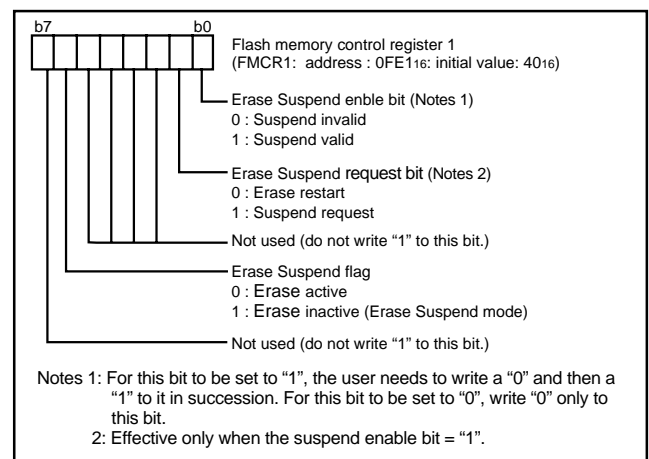 b7 b0
Flash memory control register 1
(FMCR1: address : 0FE116: initial value: 4016)
Erase Suspend enble bit (Notes 1)
0 : Suspend invalid
1 : Suspend valid
Erase Suspend request bit (Notes 2)
0 : Erase restart
1 : Suspend request
Not used (do not write “1” to this bit.)
Erase Suspend flag
0 : Erase active
1 : Erase inactive (Erase Suspend mode)
Not used (do not write “1” to this bit.)
Notes 1: For this bit to be set to “1”, the user needs to write a “0” and then a
“1” to it in succession. For this bit to be set to “0”, write “0” only to
this bit.
2: Effective only when the suspend enable bit = “1”.